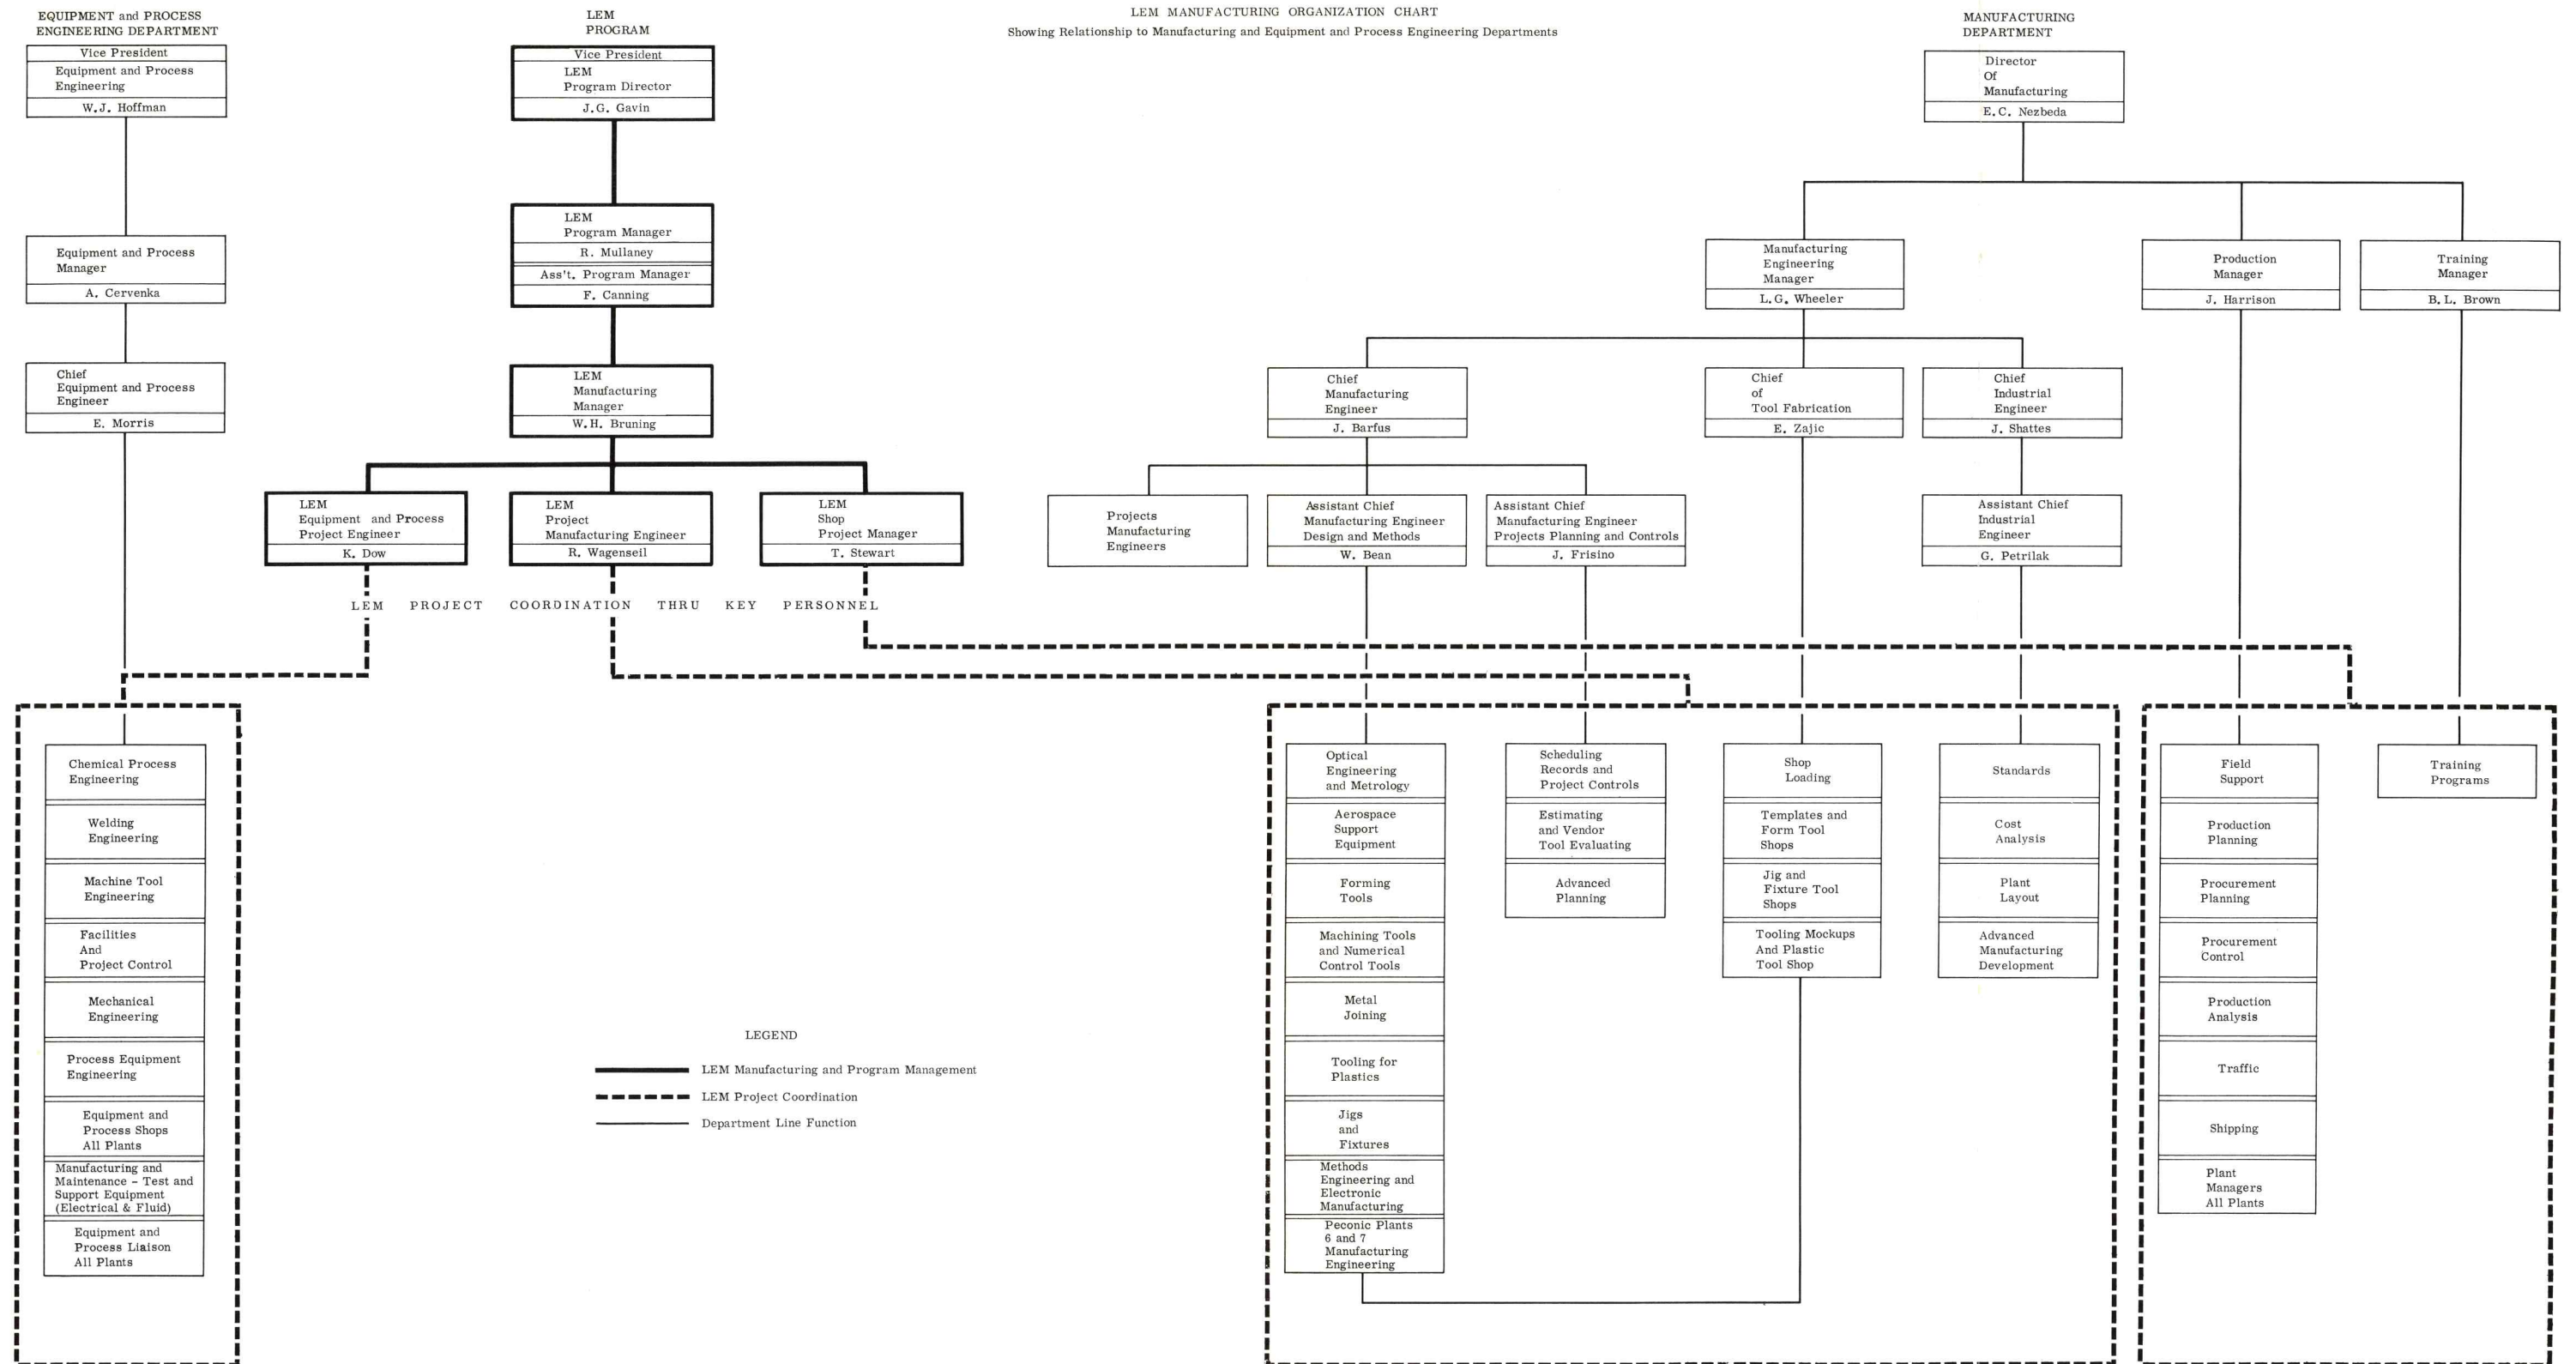 EQUIPMENT and PROCESS
ENGINEERING DEPARTMENT
Vice President
Equipment and Process
Engineering
W.J. Hoffman
Equipment and Process
Manager
A. Cervenka
Chief
Equipment and Process
Engineer
E. Morris
LEM
PROGRAM
Vice President
LEM
Program Director
J.G. Gavin
LEM
Program Manager
R. Mullaney
Ass't. Program Manager
F. Canning
LEM
Manufacturing
Manager
W.H. Bruning
LEM
Equipment and Process
Project Engineer
K. Dow
LEM
Project
Manufacturing Engineer
R. Wagenseil
LEM
Shop
Project Manager
T. Stewart
LEM PROJECT COORDINATION THRU KEY PERSONNEL
LEM MANUFACTURING ORGANIZATION CHART
Showing Relationship to Manufacturing and Equipment and Process Engineering Departments
MANUFACTURING
DEPARTMENT
Director
Of
Manufacturing
E.C. Nezbeda
Manufacturing
Engineering
Manager
L.G. Wheeler
Production
Manager
J. Harrison
Training
Manager
B.L. Brown
Chief
Manufacturing
Engineer
J. Barfus
Chief
of
Tool Fabrication
E. Zajic
Chief
Industrial
Engineer
J. Shattes
Projects
Manufacturing
Engineers
Assistant Chief
Manufacturing Engineer
Design and Methods
W. Bean
Assistant Chief
Manufacturing Engineer
Projects Planning and Controls
J. Frisino
Assistant Chief
Industrial
Engineer
G. Petrilak
Chemical Process
Engineering
Welding
Engineering
Machine Tool
Engineering
Facilities
And
Project Control
Mechanical
Engineering
Process Equipment
Engineering
Equipment and
Process Shops
All Plants
Manufacturing and
Maintenance - Test and
Support Equipment
(Electrical & Fluid)
Equipment and
Process Liaison
All Plants
LEGEND
LEM Manufacturing and Program Management
LEM Project Coordination
Department Line Function
Optical
Engineering
and Metrology
Aerospace
Support
Equipment
Forming
Tools
Machining Tools
and Numerical
Control Tools
Metal
Joining
Tooling for
Plastics
Jigs
and
Fixtures
Methods
Engineering and
Electronic
Manufacturing
Peconic Plants
6 and 7
Manufacturing
Engineering
Scheduling
Records and
Project Controls
Estimating
and Vendor
Tool Evaluating
Advanced
Planning
Shop
Loading
Templates and
Form Tool
Shops
Jig and
Fixture Tool
Shops
Tooling Mockups
And Plastic
Tool Shop
Standards
Cost
Analysis
Plant
Layout
Advanced
Manufacturing
Development
Field
Support
Production
Planning
Procurement
Planning
Procurement
Control
Production
Analysis
Traffic
Shipping
Plant
Managers
All Plants
Training
Programs